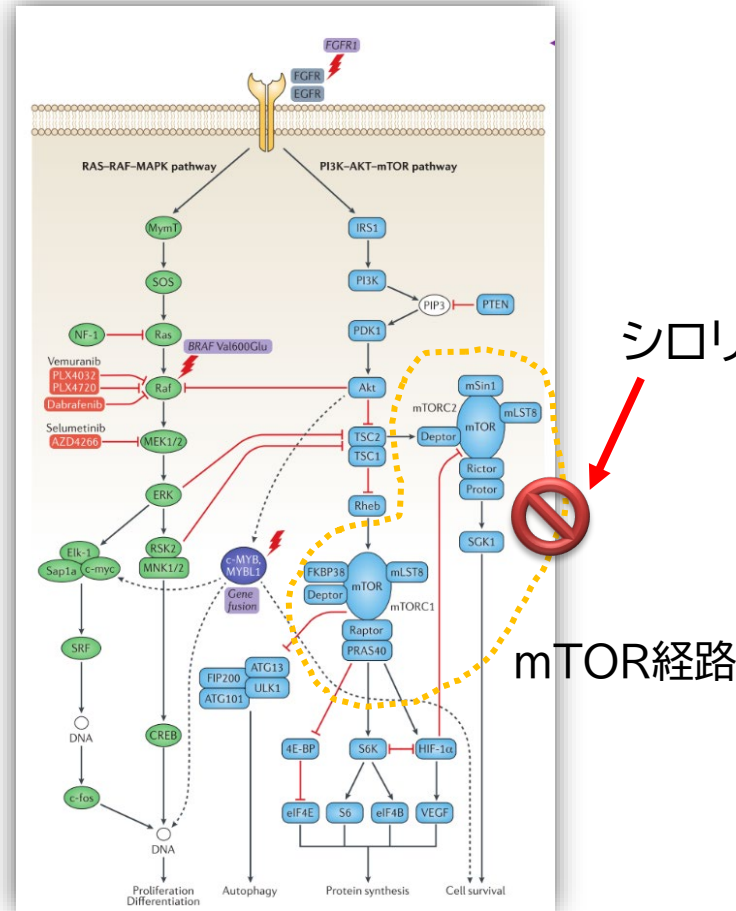 FGFR1
FGFR
EGFR
RAS–RAF–MAPK pathway
PI3K–AKT–mTOR pathway
MymT
IRS1
SOS
PI3K
PIP3
PTEN
NF-1
Ras
PDK1
BRAF Val600Glu
シロリ
Vemuranib
PLX4032
PLX4720
Dabrafenib
Raf
Akt
mSin1
mTORC2
mTOR
mLST8
Selumetinib
AZD4266
MEK1/2
TSC2
TSC1
Deptor
Rictor
Protor
ERK
Rheb
SGK1
Elk-1
Sap1a
c-myc
RSK2
MNK1/2
c-MYB,
MYBL1
Gene
fusion
FKBP38
mTOR
mLST8
Deptor
mTORC1
Raptor
PRAS40
mTOR経路
SRF
FIP200
ATG13
ULK1
ATG101
DNA
CREB
4E-BP
S6K
HIF-1α
c-fos
eIF4E
S6
eIF4B
VEGF
DNA
Proliferation
Differentiation
Autophagy
Protein synthesis
Cell survival